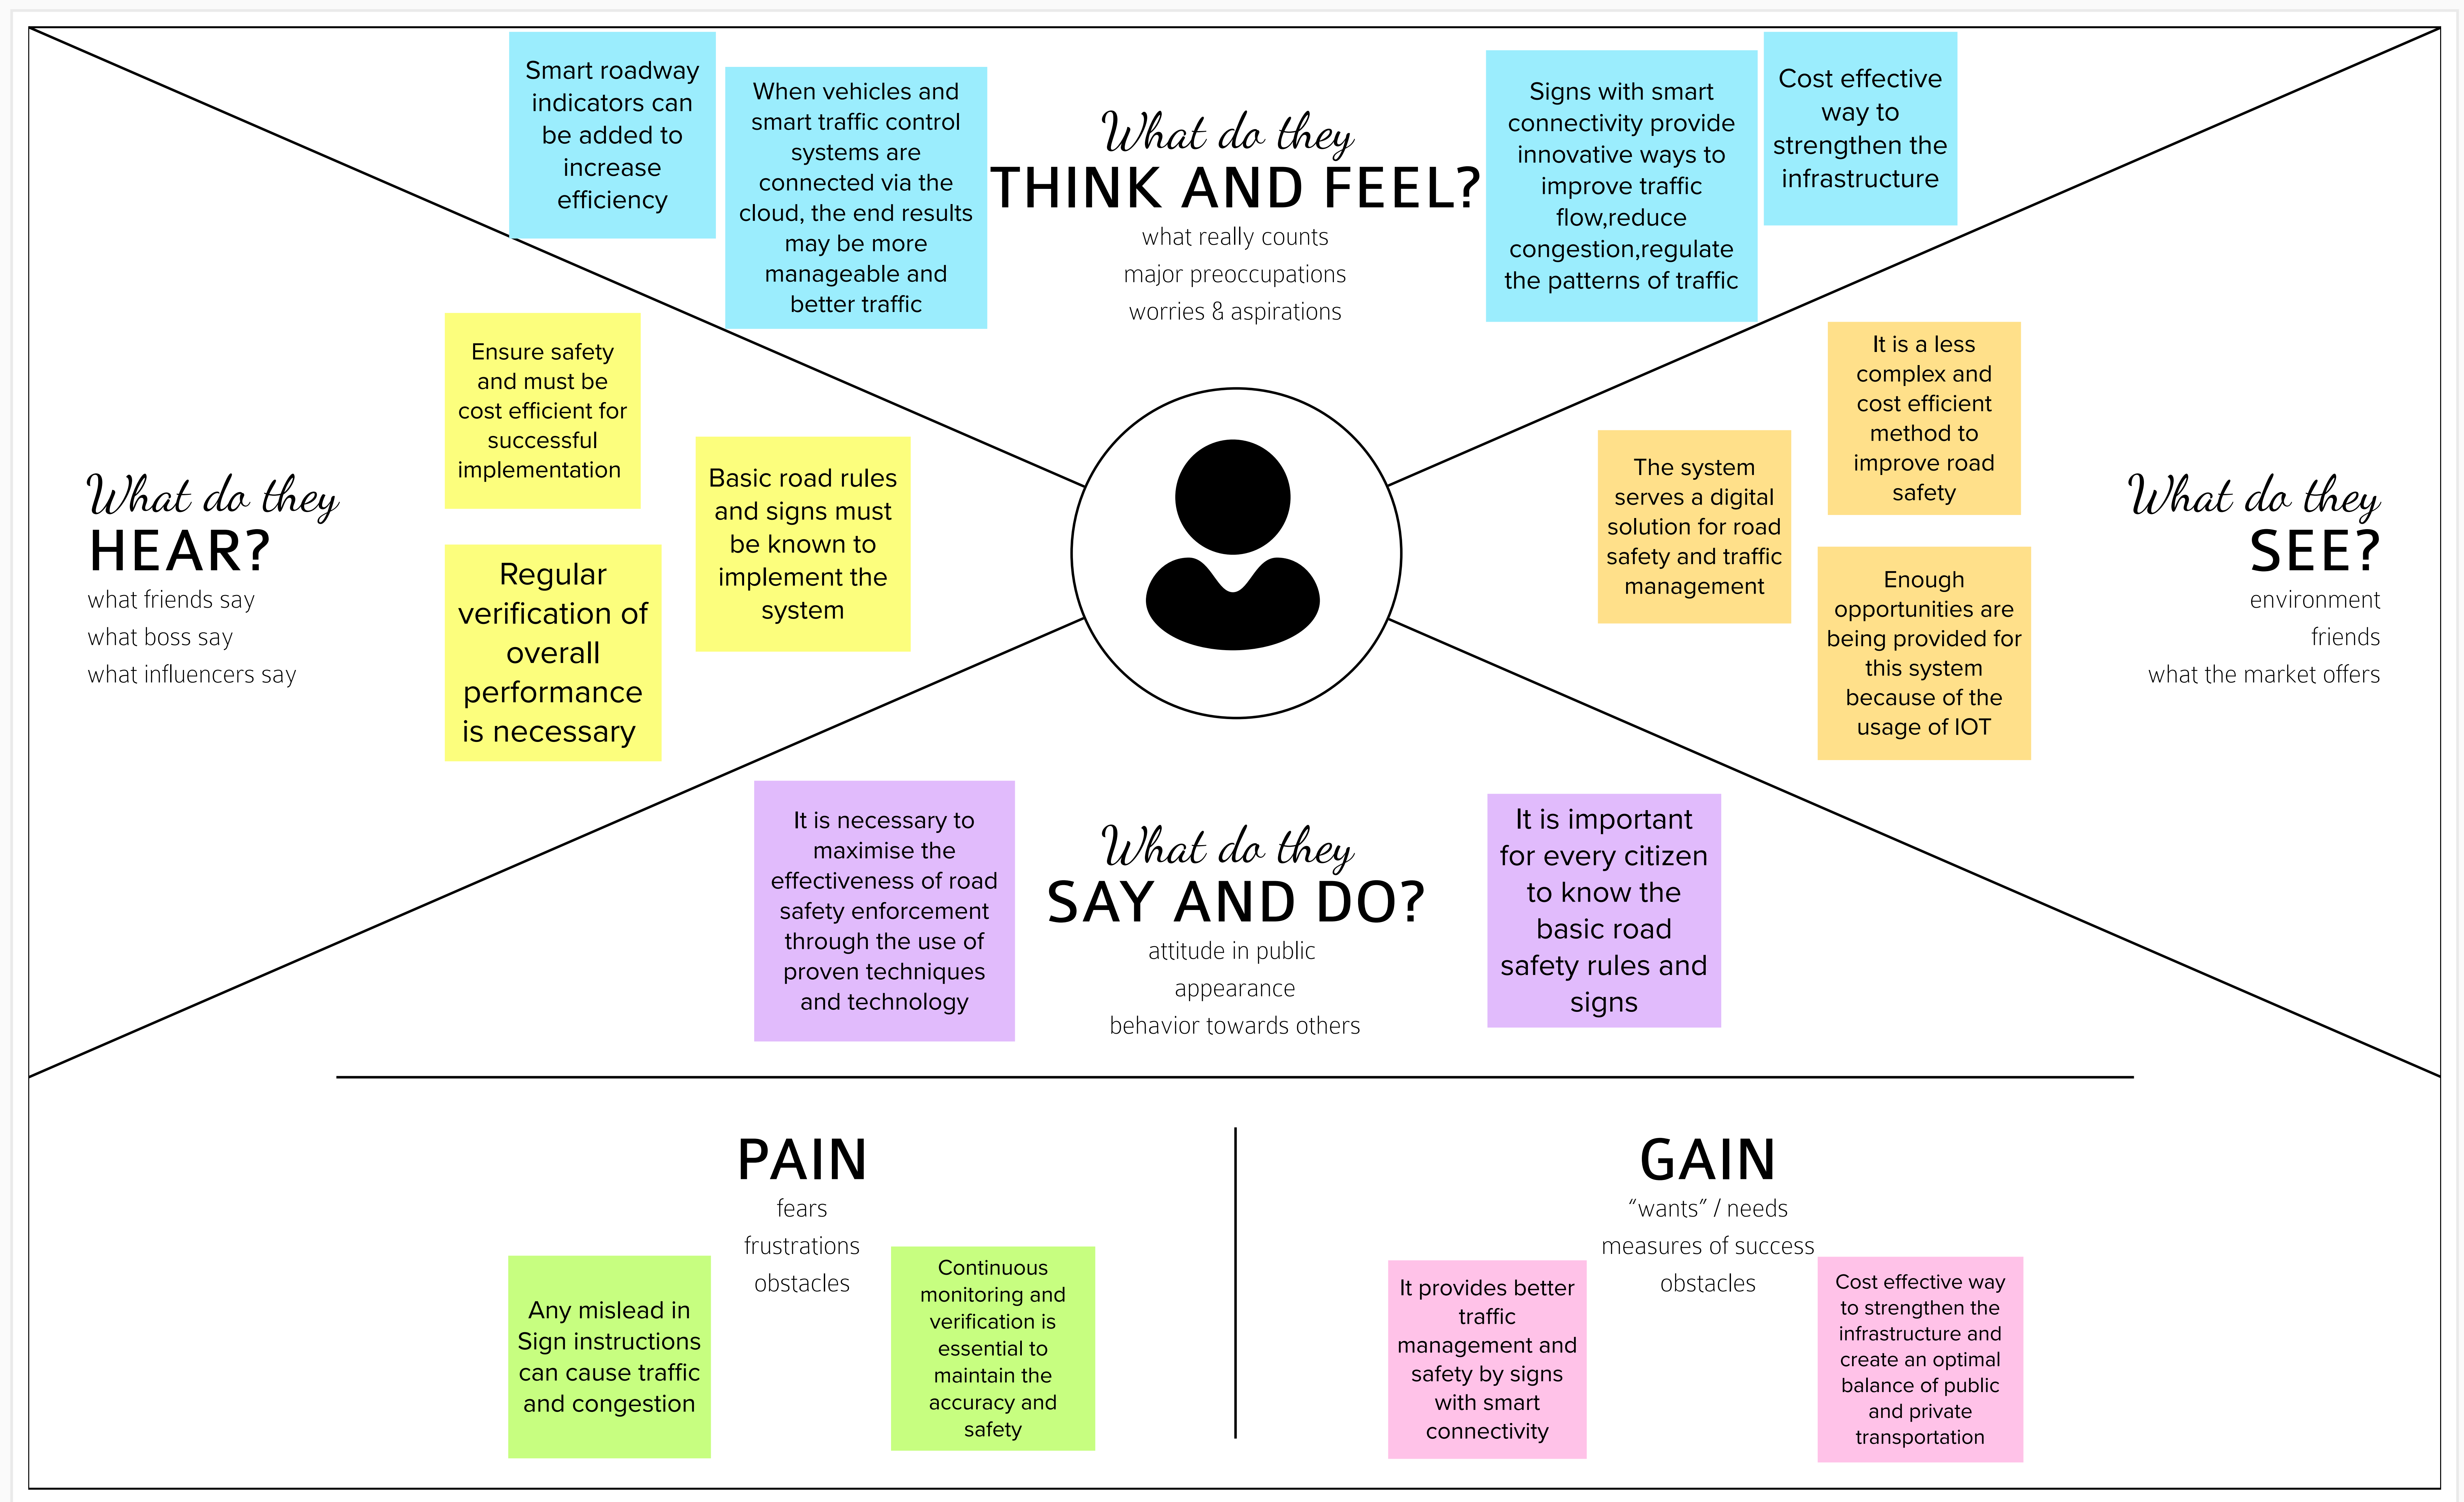 Smart roadway
indicators can
be added to
increase
efficiency
When vehicles and
smart traffic control
systems are
connected via the
cloud, the end results
may be more
manageable and
better traffic
What do they
THINK AND FEEL?
what really counts
major preoccupations
worries & aspirations
Signs with smart
connectivity provide
innovative ways to
improve traffic
flow,reduce
congestion,regulate
the patterns of traffic
Cost effective
way to
strengthen the
infrastructure
What do they
HEAR?
what friends say
what boss say
what influencers say
Ensure safety
and must be
cost efficient for
successful
implementation
Regular
verification of
overall
performance
is necessary
Basic road rules
and signs must
be known to
implement the
system
The system
serves a digital
solution for road
safety and traffic
management
It is a less
complex and
cost efficient
method to
improve road
safety
Enough
opportunities are
being provided for
this system
because of the
usage of IOT
What do they
SEE?
environment
friends
what the market offers
It is necessary to
maximise the
effectiveness of road
safety enforcement
through the use of
proven techniques
and technology
What do they
SAY AND DO?
attitude in public
appearance
behavior towards others
It is important
for every citizen
to know the
basic road
safety rules and
signs
PAIN
fears
frustrations
obstacles
Any mislead in
Sign instructions
can cause traffic
and congestion
Continuous
monitoring and
verification is
essential to
maintain the
accuracy and
safety
GAIN
“wants” / needs
measures of success
obstacles
It provides better
traffic
management and
safety by signs
with smart
connectivity
Cost effective way
to strengthen the
infrastructure and
create an optimal
balance of public
and private
transportation